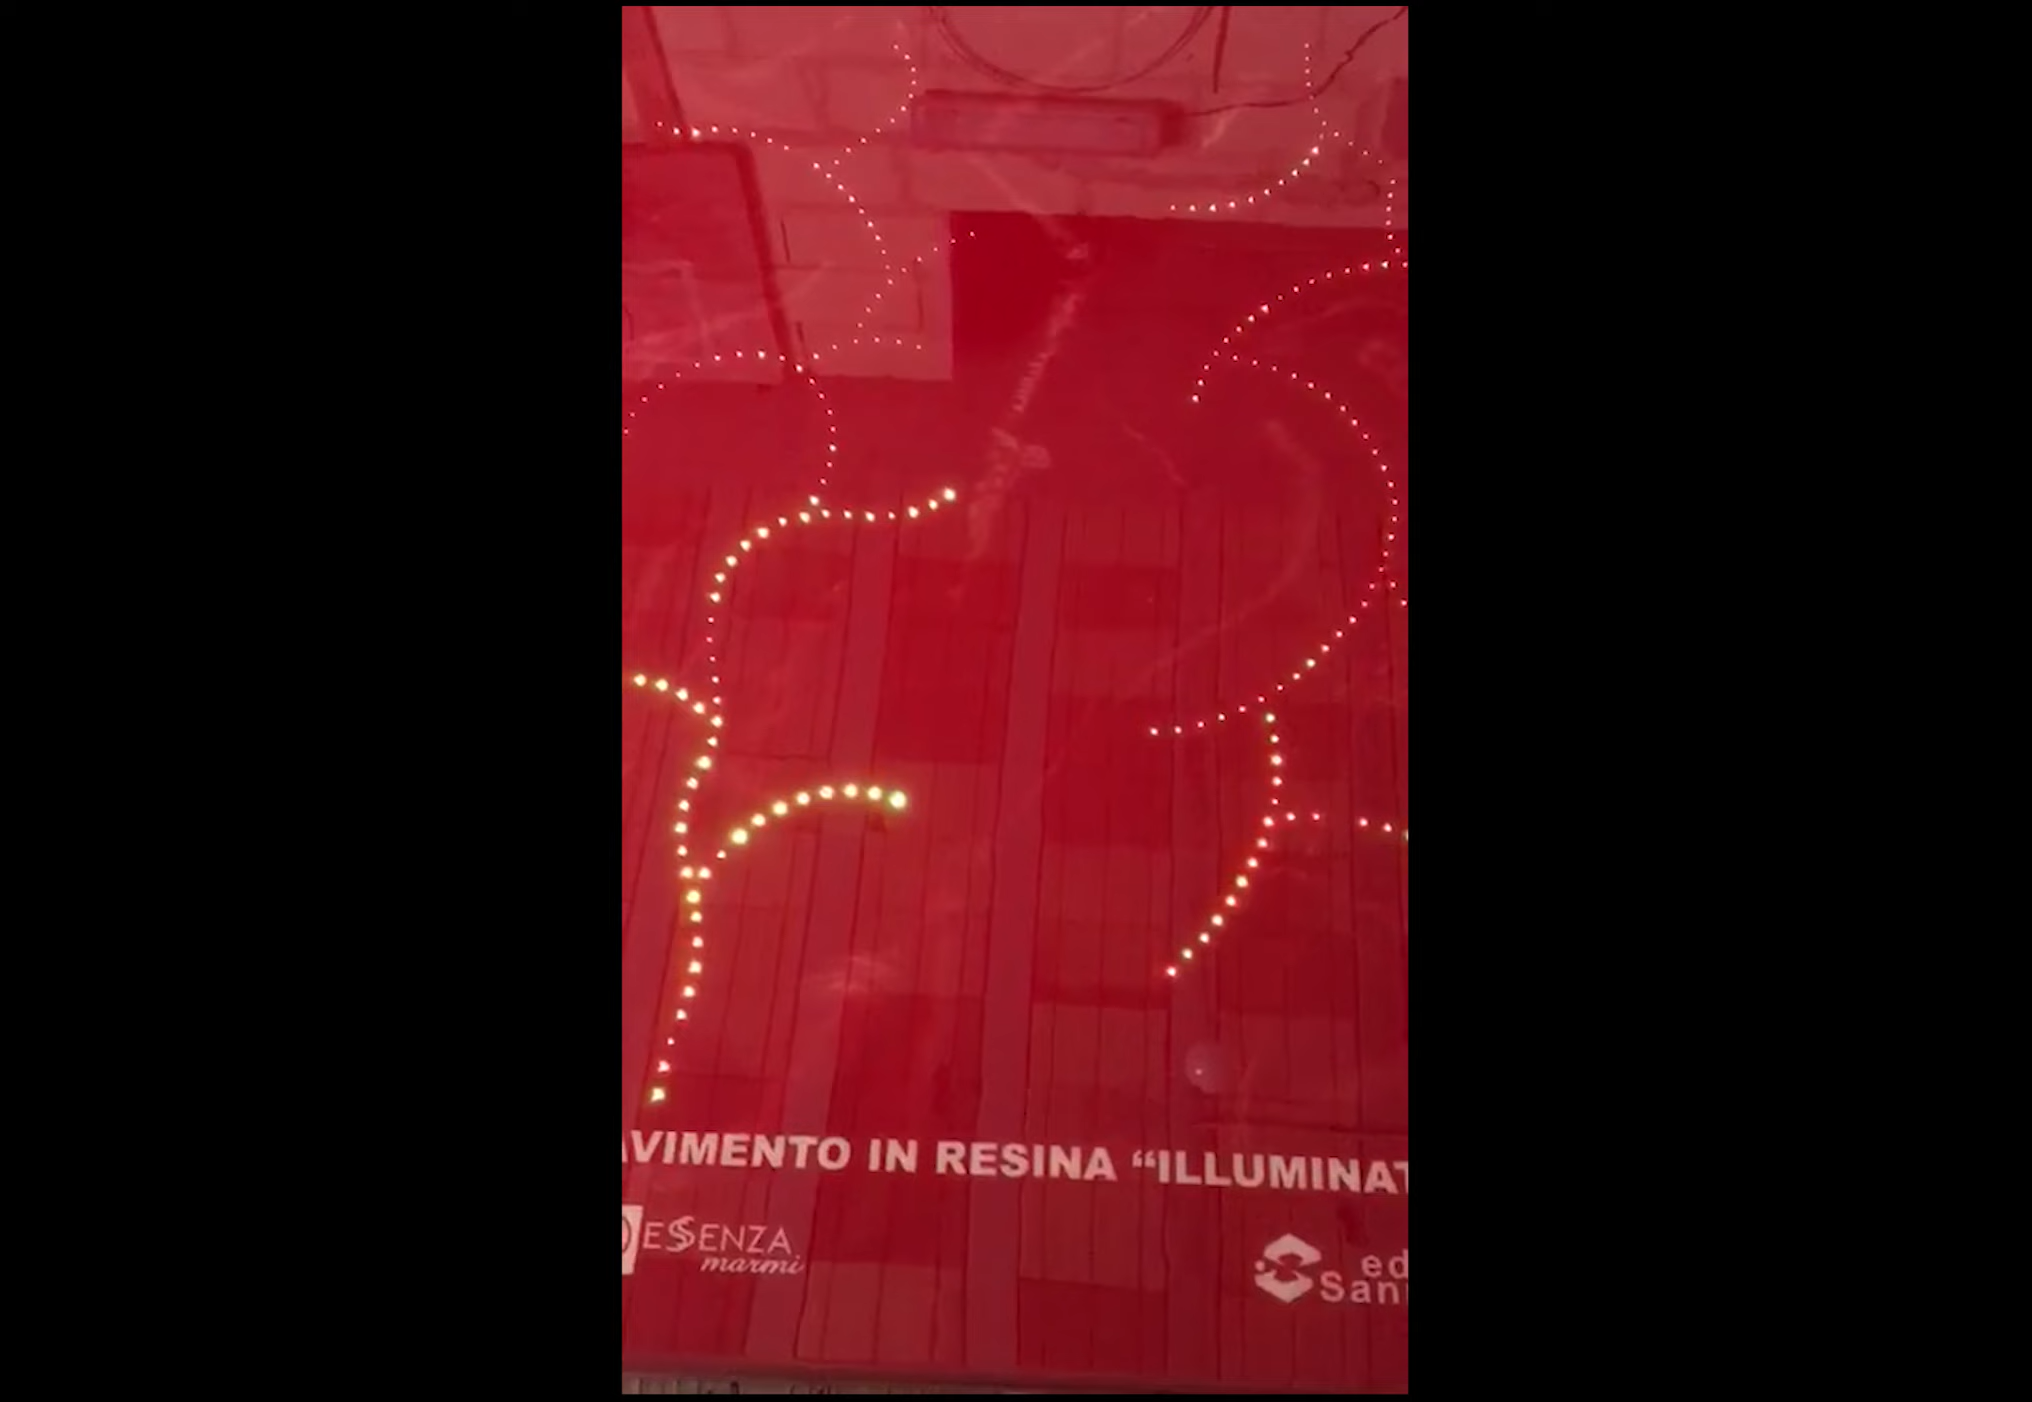 AVIMENTO IN RESINA “ILLUMINAT
ESSENZA
marmi
ed
San